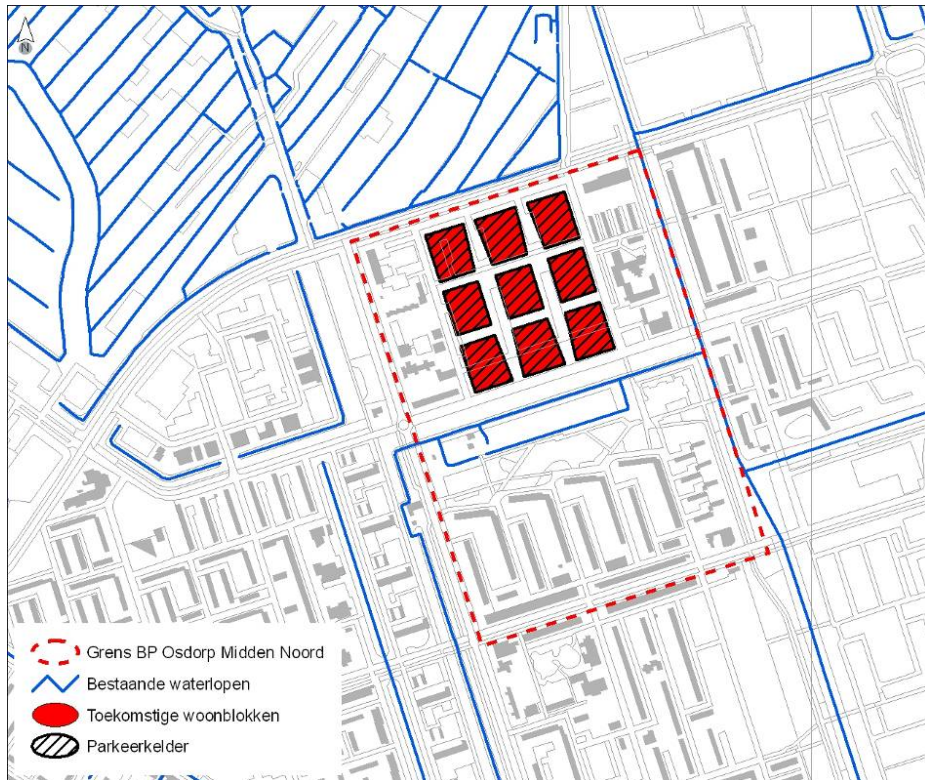 N
Grens BP Osdorp Midden Noord
Bestaande waterlopen
Toekomstige woonblokken
Parkeerkelder